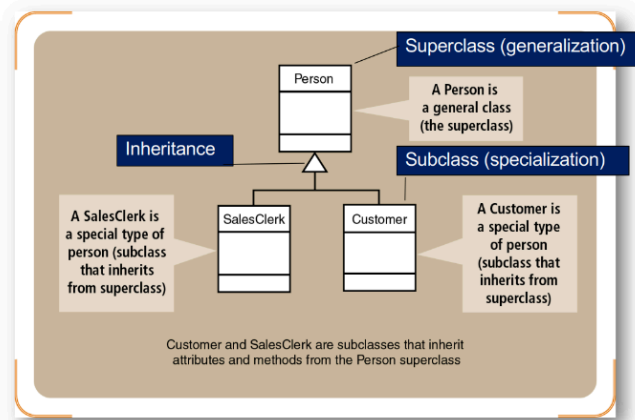 Superclass (generalization)
Person
A Person is
a general class
(the superclass)
Inheritance
Subclass (specialization)
A SalesClerk is
a special type of
person (subclass
that inherits
from superclass)
SalesClerk
Customer
A Customer is
a special type
of person
(subclass that
inherits from
superclass)
Customer and SalesClerk are subclasses that inherit
attributes and methods from the Person superclass